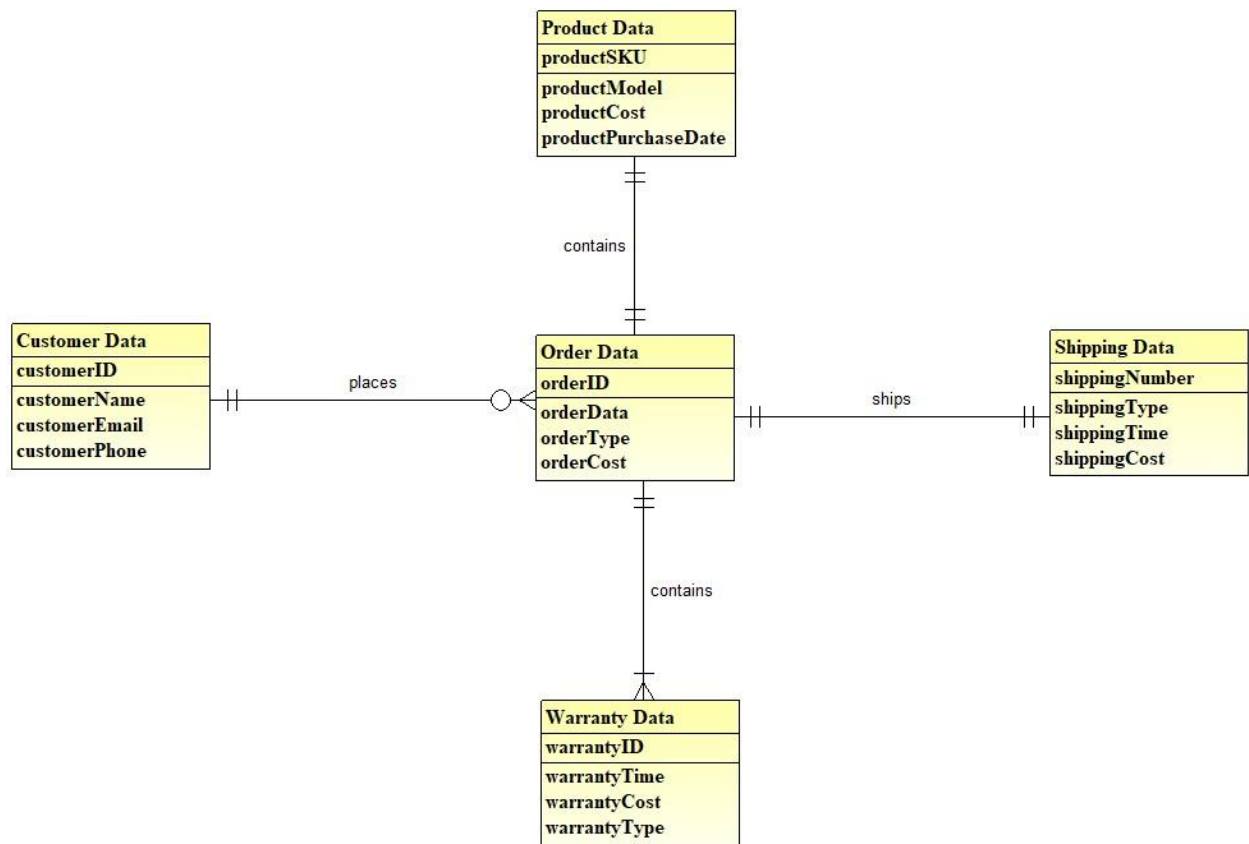 Product Data
productSKU
productModel
productCost
productPurchaseDate
contains
Customer Data
customerID
customerName
customerEmail
customerPhone
places
Order Data
orderID
orderData
orderType
orderCost
ships
Shipping Data
shippingNumber
shippingType
shippingTime
shippingCost
contains
Warranty Data
warrantyID
warrantyTime
warrantyCost
warrantyType